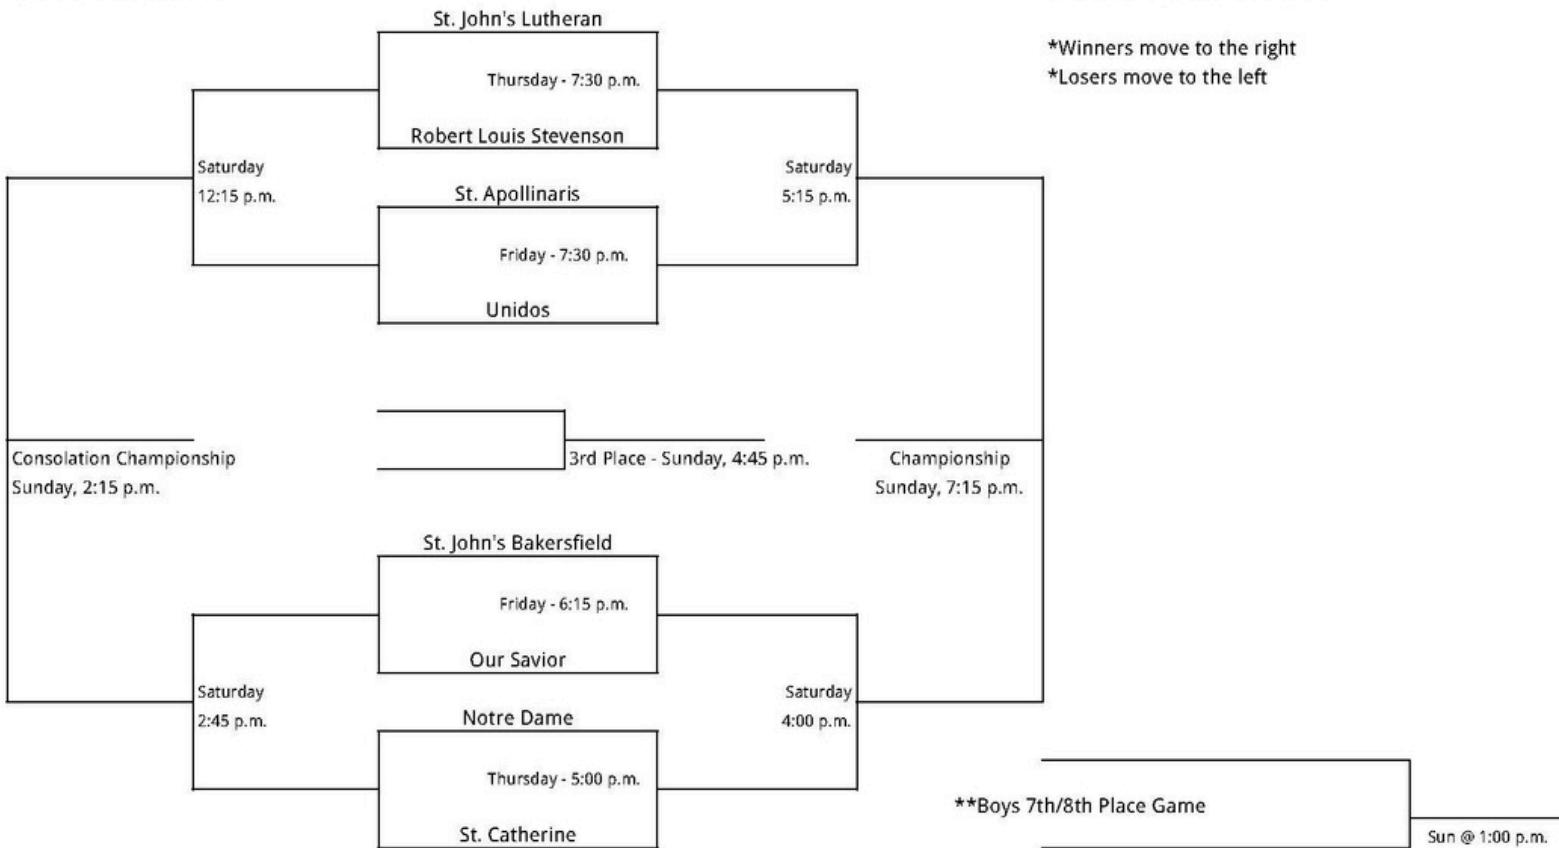 St. John's Lutheran
*Winners move to the right
Thursday - 7:30 p.m.
*Losers move to the left
Robert Louis Stevenson
Saturday
12:15 p.m.
Saturday
5:15 p.m.
St. Apollinaris
Friday - 7:30 p.m.
Unidos
Consolation Championship
Sunday, 2:15 p.m.
3rd Place - Sunday, 4:45 p.m.
Championship
Sunday, 7:15 p.m.
St. John's Bakersfield
Friday - 6:15 p.m.
Our Savior
Saturday
2:45 p.m.
Saturday
4:00 p.m.
Notre Dame
Thursday - 5:00 p.m.
St. Catherine
**Boys 7th/8th Place Game
Sun @ 1:00 p.m.